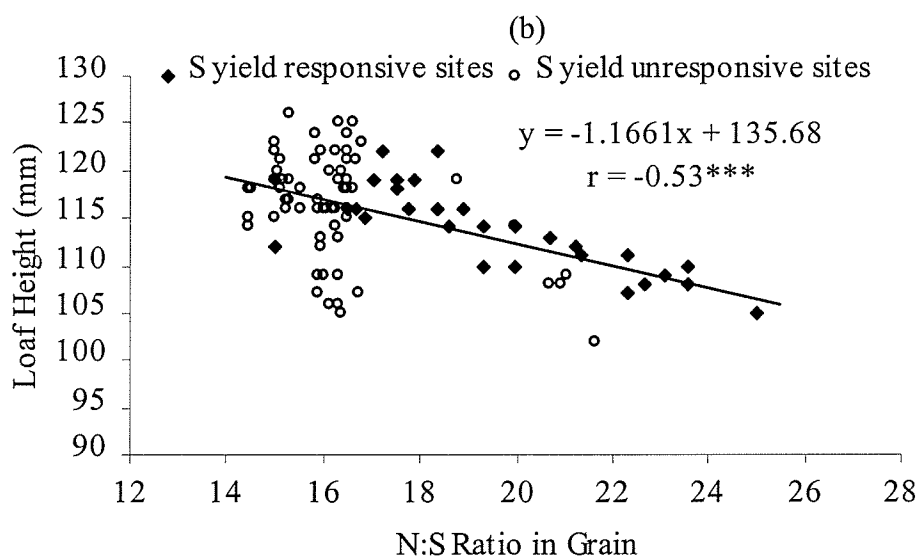 (b)
S yield responsive sites S yield unresponsive sites
y = -1.1661x + 135.68
r = -0.53***
130
125
120
115
110
105
100
95
90
Loaf Height (mm)
12 14 16 18 20 22 24 26 28
N:S Ratio in Grain